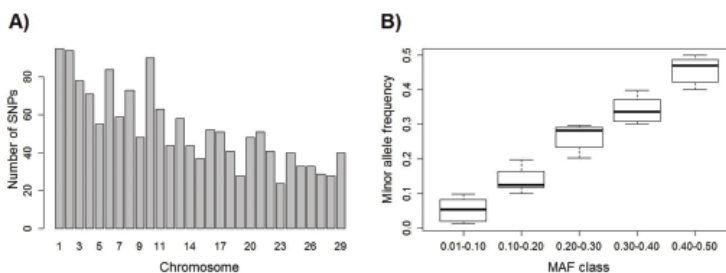 A)
Number of SNPs
0 20 40 60 80
1 3 5 7 9 11 14 17 20 23 26 29
Chromosome
B)
Minor allele frequency
0.0 0.1 0.2 0.3 0.4 0.5
0.01-0.10 0.10-0.20 0.20-0.30 0.30-0.40 0.40-0.50
MAF class